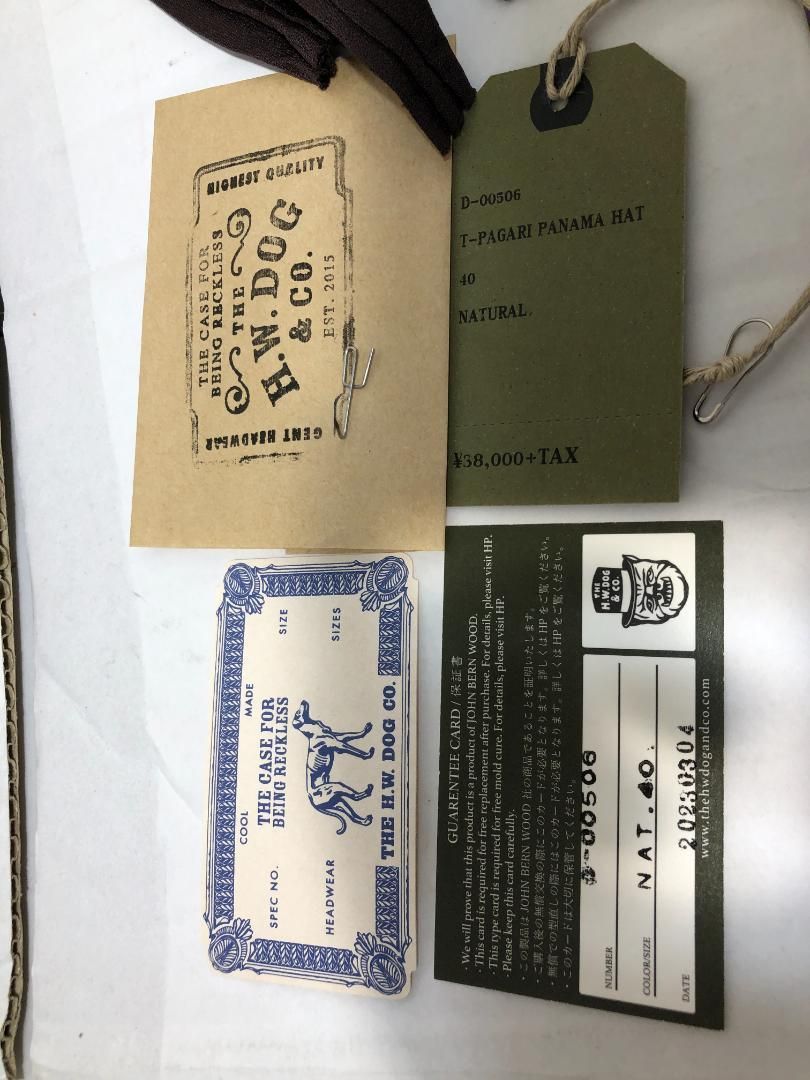 HIGHEST QUALITY
THE CASE FOR
BEING RECKLESS
THE
H.W. DOG
& CO.
EST. 2015
GENT HEADWEAR
D-00506
T-PAGARI PANAMA HAT
40
NATURAL.
¥38,000+TAX
COOL MADE
THE CASE FOR
BEING RECKLESS
SPEC NO. SIZE
HEADWEAR SIZES
THE H.W. DOG CO.
GUARENTEE CARD / 保証書
· We will prove that this product is a product of JOHN BERN WOOD.
· This card is required for free replacement after purchase. For details, please visit HP.
· This type card is required for free mold cure. For details, please visit HP.
· Please keep this card carefully.
· この製品は JOHN BERN WOOD 社の商品であることを証明いたします。
· ご購入後の無償交換の際にこのカードが必要となります。詳しくは HP をご覧ください。
· 無償での型直しの際にはこのカードが必要となります。詳しくは HP をご覧ください。
· このカードは大切に保管してください。
THE
H.W.DOG
& CO.
NUMBER D-00506
COLOR/SIZE NAT.40.
DATE 20230304
www.thehwdogandco.com